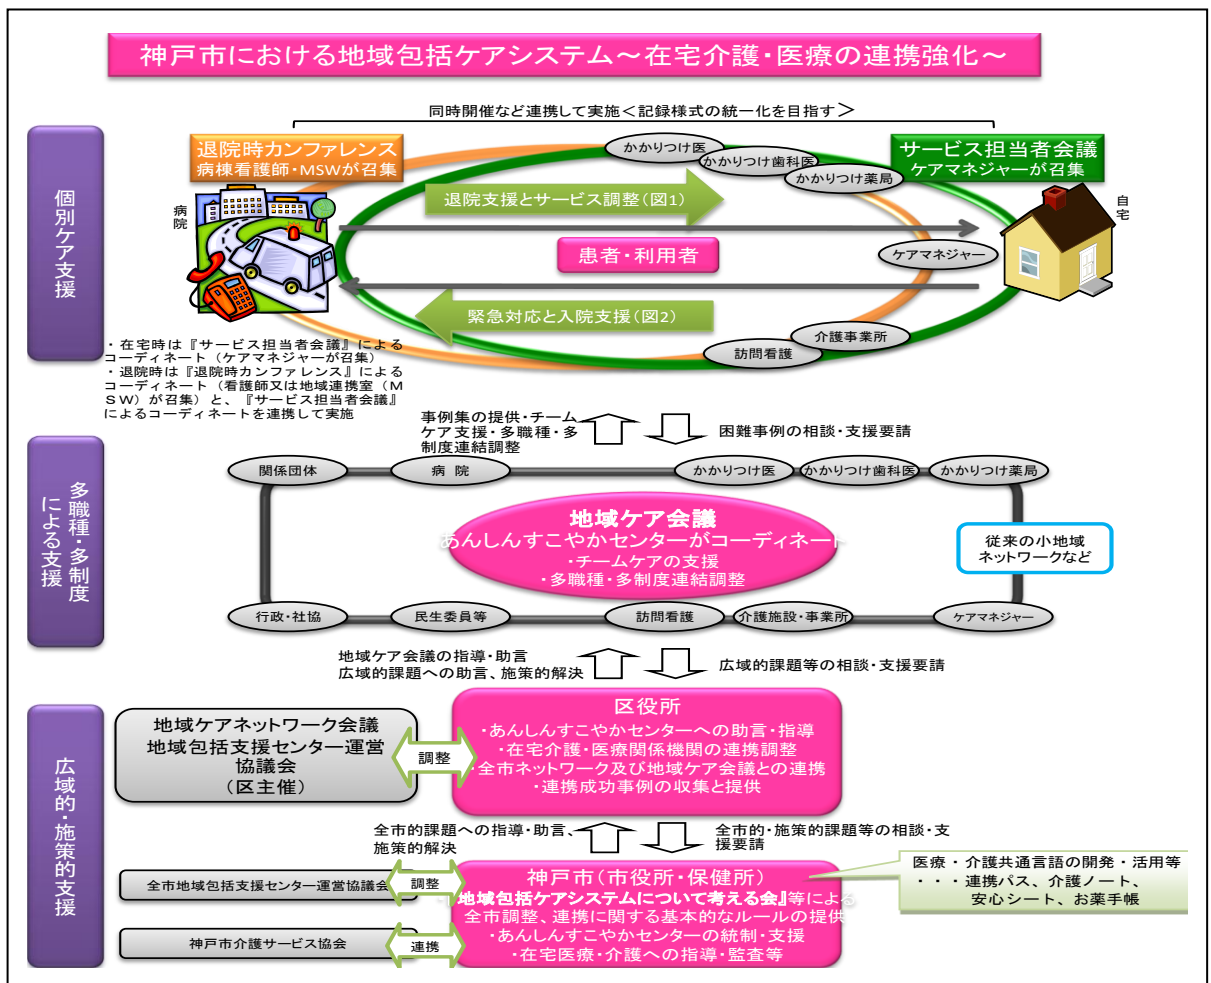 神戸市における地域包括ケアシステム～在宅介護・医療の連携強化～
同時開催など連携して実施＜記録様式の統一化を目指す＞
個別ケア支援
退院時カンファレンス
病棟看護師・MSWが召集
かかりつけ医
かかりつけ歯科医
かかりつけ薬局
サービス担当者会議
ケアマネジャーが召集
病院
自宅
退院支援とサービス調整（図1）
患者・利用者
ケアマネジャー
緊急対応と入院支援（図2）
介護事業所
訪問看護
・在宅時は『サービス担当者会議』による
コーディネート（ケアマネジャーが召集）
・退院時は『退院時カンファレンス』による
コーディネート（看護師又は地域連携室（M
SW）が召集）と、『サービス担当者会議』
によるコーディネートを連携して実施
事例集の提供・チーム
ケア支援・多職種・多
制度連結調整
困難事例の相談・支援要請
多職種・多制度
による支援
関係団体
病 院
かかりつけ医
かかりつけ歯科医
かかりつけ薬局
地域ケア会議
あんしんすこやかセンターがコーディネート
・チームケアの支援
・多職種・多制度連結調整
従来の小地域
ネットワークなど
行政・社協
民生委員等
訪問看護
介護施設・事業所
ケアマネジャー
地域ケア会議の指導・助言
広域的課題への助言、施策的解決
広域的課題等の相談・支援要請
広域的・施策的支援
地域ケアネットワーク会議
地域包括支援センター運営
協議会
（区主催）
調整
区役所
・あんしんすこやかセンターへの助言・指導
・在宅介護・医療関係機関の連携調整
・全市ネットワーク及び地域ケア会議との連携
・連携成功事例の収集と提供
全市的課題への指導・助言、
施策的解決
全市的・施策的課題等の相談・支
援要請
全市地域包括支援センター運営協議会
調整
神戸市介護サービス協会
連携
神戸市（市役所・保健所）
地域包括ケアシステムについて考える会』等による
全市調整、連携に関する基本的なルールの提供
・あんしんすこやかセンターの統制・支援
・在宅医療・介護への指導・監査等
医療・介護共通言語の開発・活用等
・・・連携パス、介護ノート、
安心シート、お薬手帳